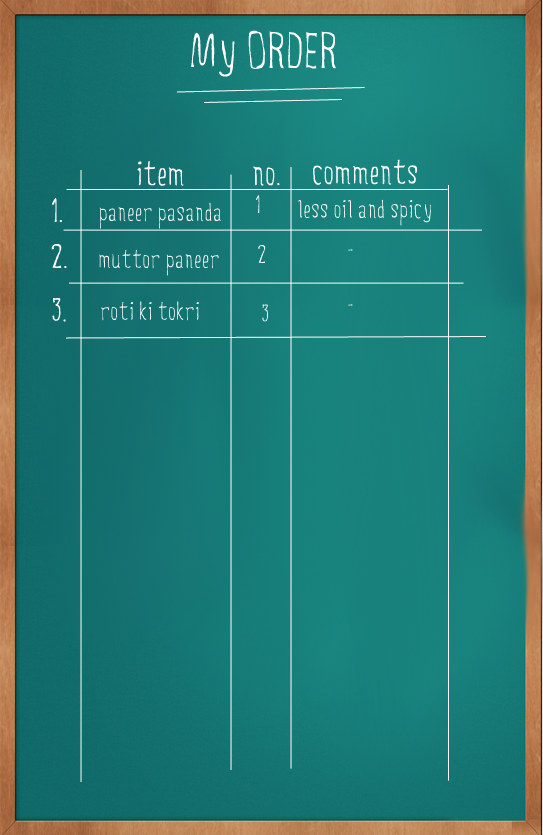 My ORDER
item no. comments
1. paneer pasanda 1 less oil and spicy
2. muttor paneer 2 -
3. roti ki tokri 3 -